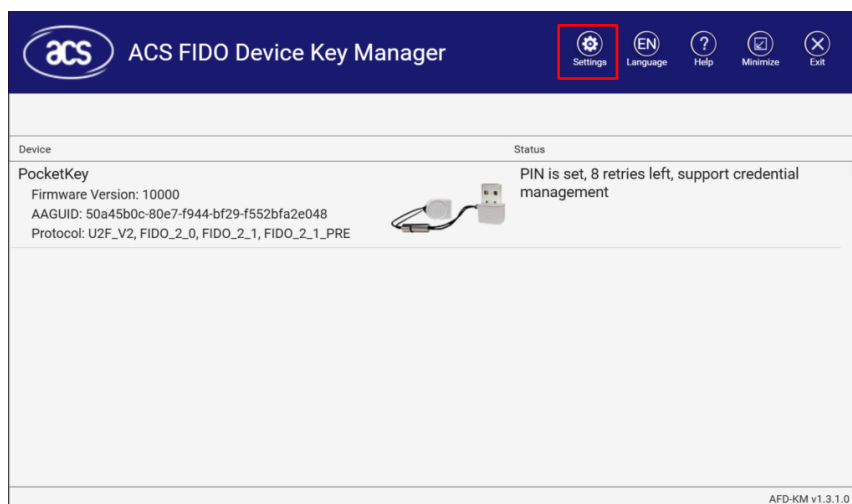 acs
ACS FIDO Device Key Manager
Settings
EN
Language
?
Help
Minimize
Exit
Device
Status
PocketKey
Firmware Version: 10000
AAGUID: 50a45b0c-80e7-f944-bf29-f552bfa2e048
Protocol: U2F_V2, FIDO_2_0, FIDO_2_1, FIDO_2_1_PRE
PIN is set, 8 retries left, support credential
management
AFD-KM v1.3.1.0